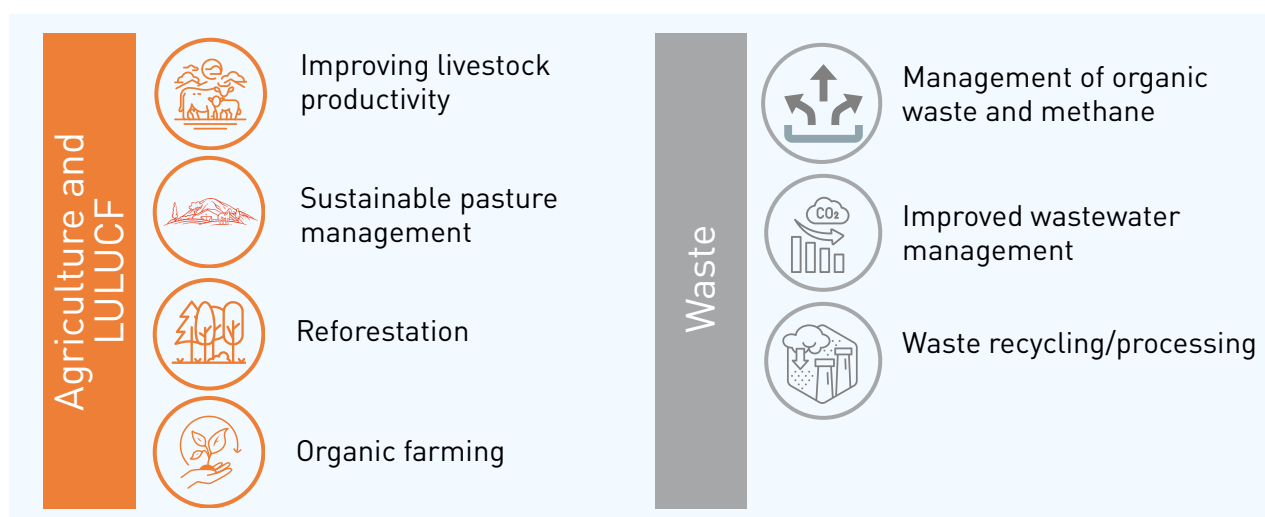 Agriculture and
LULUCF
Improving livestock
productivity
Sustainable pasture
management
Reforestation
Organic farming
Waste
Management of organic
waste and methane
CO₂
Improved wastewater
management
Waste recycling/processing